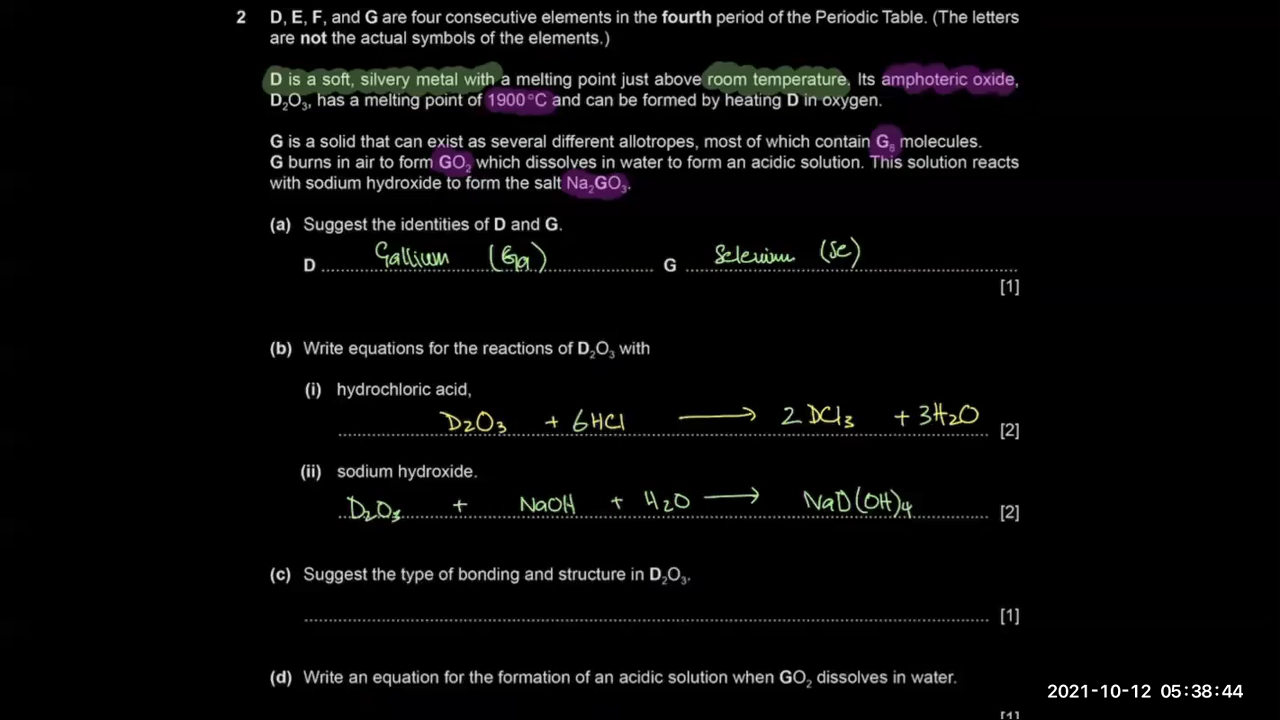 2 D, E, F, and G are four consecutive elements in the fourth period of the Periodic Table. (The letters
are not the actual symbols of the elements.)
D is a soft, silvery metal with a melting point just above room temperature. Its amphoteric oxide,
D₂O₃, has a melting point of 1900°C and can be formed by heating D in oxygen.
G is a solid that can exist as several different allotropes, most of which contain G₈ molecules.
G burns in air to form GO₂ which dissolves in water to form an acidic solution. This solution reacts
with sodium hydroxide to form the salt Na₂GO₃.
(a) Suggest the identities of D and G.
D Gallium (Ga) G Selenium (Se)
[1]
(b) Write equations for the reactions of D₂O₃ with
(i) hydrochloric acid,
D₂O₃ + 6HCl ⟶ 2DCl₃ + 3H₂O [2]
(ii) sodium hydroxide.
D₂O₃ + NaOH + H₂O ⟶ NaD(OH)₄ [2]
(c) Suggest the type of bonding and structure in D₂O₃.
[1]
(d) Write an equation for the formation of an acidic solution when GO₂ dissolves in water.
[1]
2021-10-12 05:38:44